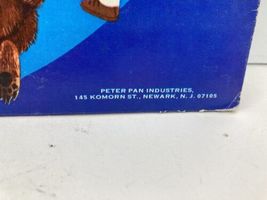 PETER PAN INDUSTRIES,
145 KOMORN ST., NEWARK, N. J. 07105